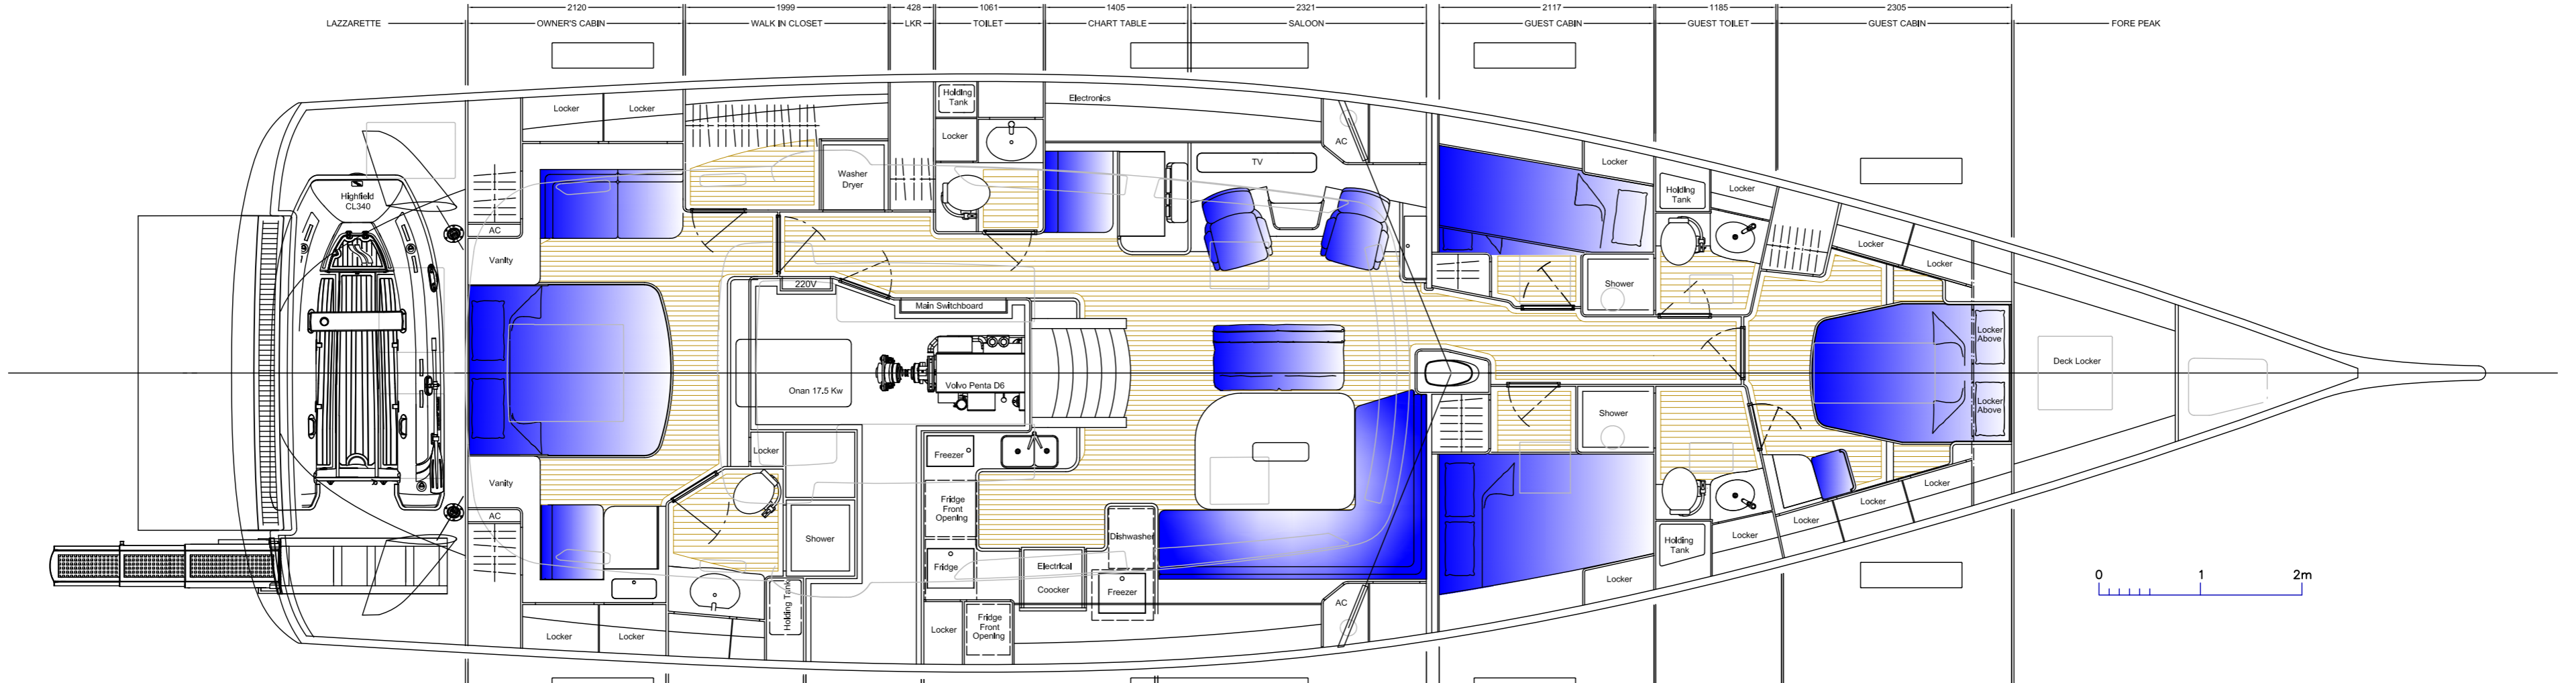 2120
1999
428
1061
1405
2321
2117
1185
2305
LAZZARETTE
OWNER'S CABIN
WALK IN CLOSET
LKR
TOILET
CHART TABLE
SALOON
GUEST CABIN
GUEST TOILET
GUEST CABIN
FORE PEAK
Locker
Locker
Holding
Tank
Electronics
Locker
AC
TV
Locker
Washer
Dryer
Highfield
CL340
Holding
Tank
Locker
AC
Vanity
Locker
Locker
220V
Shower
Main Switchboard
Locker
Above
Volvo Penta D6
Onan 17.5 Kw
Deck Locker
Locker
Above
Shower
Locker
Freezer
Vanity
Locker
Locker
Locker
Fridge
Front
Opening
AC
Dishwasher
Shower
Locker
Holding
Tank
Fridge
Electrical
Coocker
Freezer
Locker
AC
Holding Tank
Locker
Locker
Locker
Fridge
Front
Opening
0
1
2m